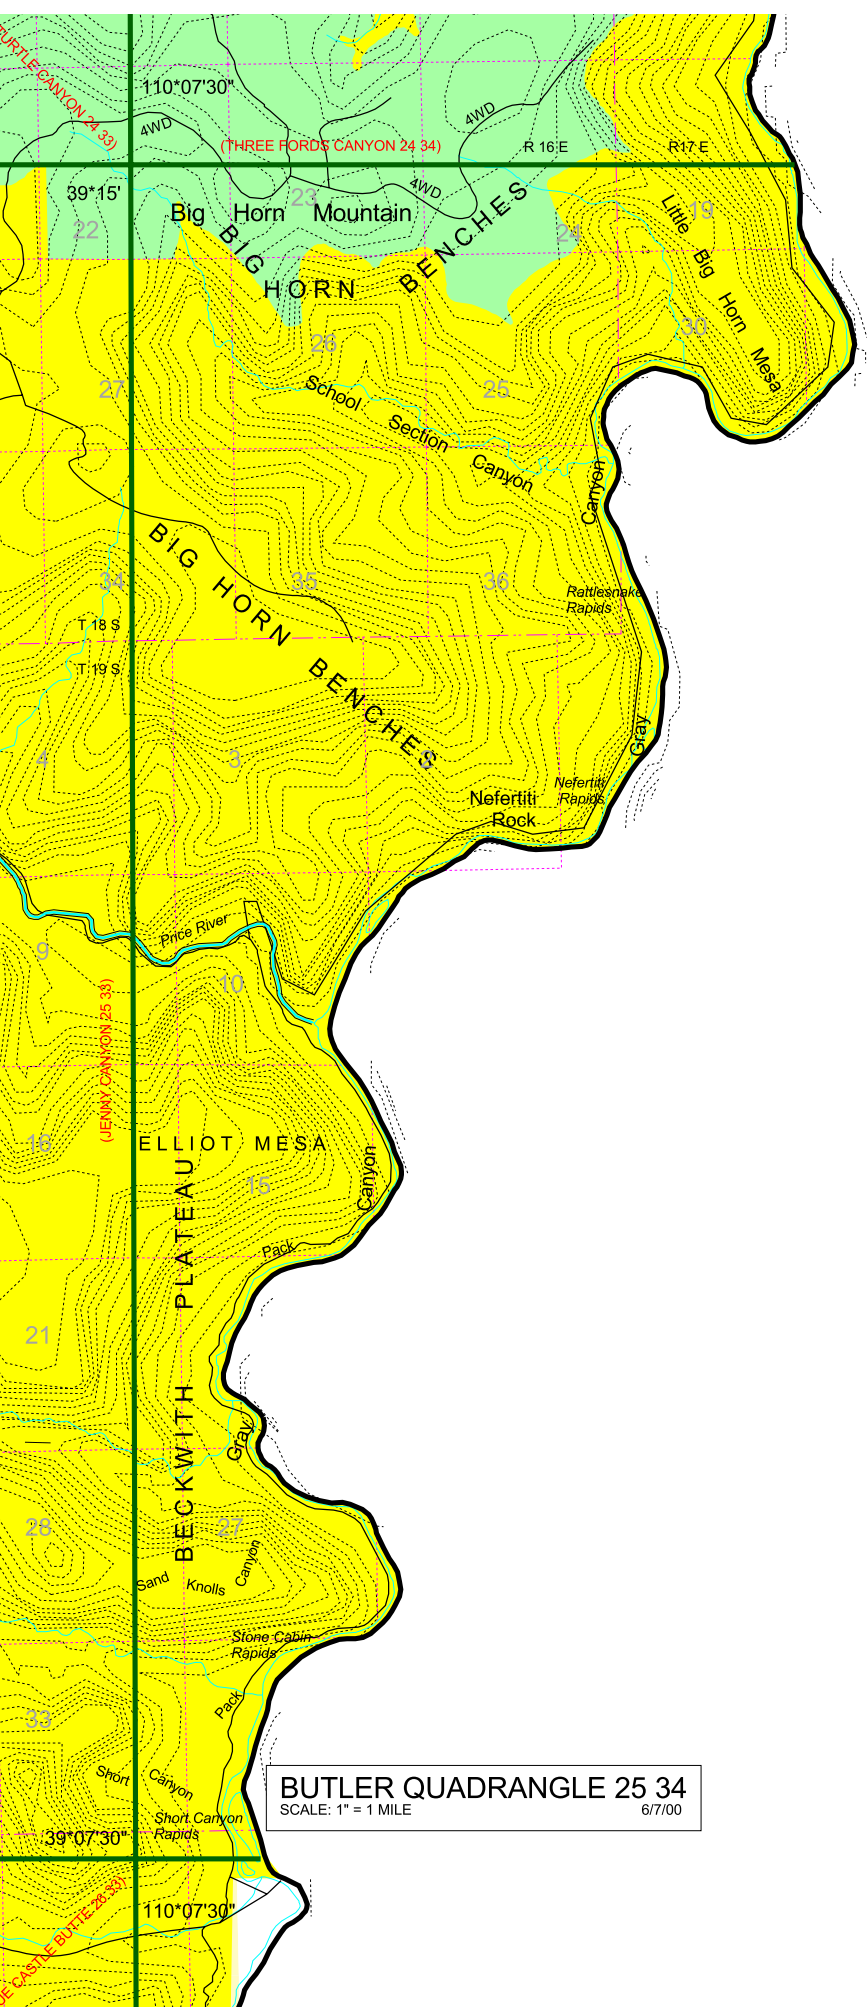 TURTLE CANYON 24 33)
110°07'30"
4WD
4WD
(THREE FORDS CANYON 24 34)
R 16 E
R17 E
39°15'
4WD
23
19
Big Horn Mountain
22
24
BIG HORN BENCHES
Little Big Horn Mesa
26
30
27
25
School Section Canyon
Canyon
BIG HORN BENCHES
34
35
36
Rattlesnake
Rapids
T 18 S
T 19 S
Gray
4
3
2
Nefertiti
Rapids
Nefertiti
Rock
Price River
9
10
(JENNY CANYON 25 33)
16
ELLIOT MESA
15
Canyon
Pack
BECKWITH PLATEAU
21
Gray
28
27
Sand Knolls Canyon
Stone Cabin
Rapids
Pack
33
Short Canyon
BUTLER QUADRANGLE 25 34
SCALE: 1" = 1 MILE 6/7/00
Short Canyon
Rapids
39°07'30"
110°07'30"
CASTLE BUTTE 26 33)